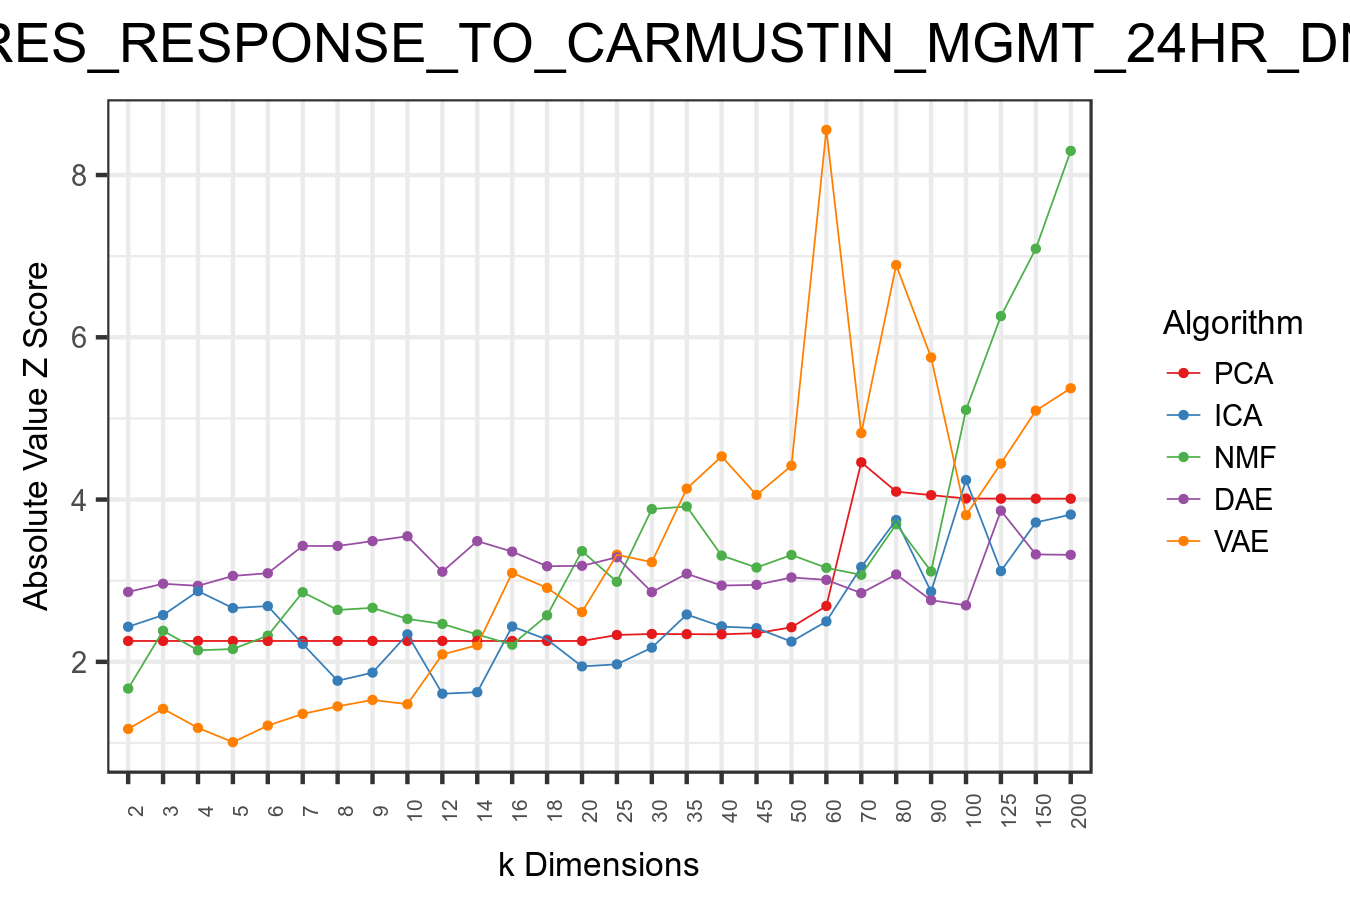 RES_RESPONSE_TO_CARMUSTIN_MGMT_24HR_DN
Absolute Value Z Score
8
6
4
2
2 3 4 5 6 7 8 9 10 12 14 16 18 20 25 30 35 40 45 50 60 70 80 90 100 125 150 200
k Dimensions
Algorithm
PCA
ICA
NMF
DAE
VAE